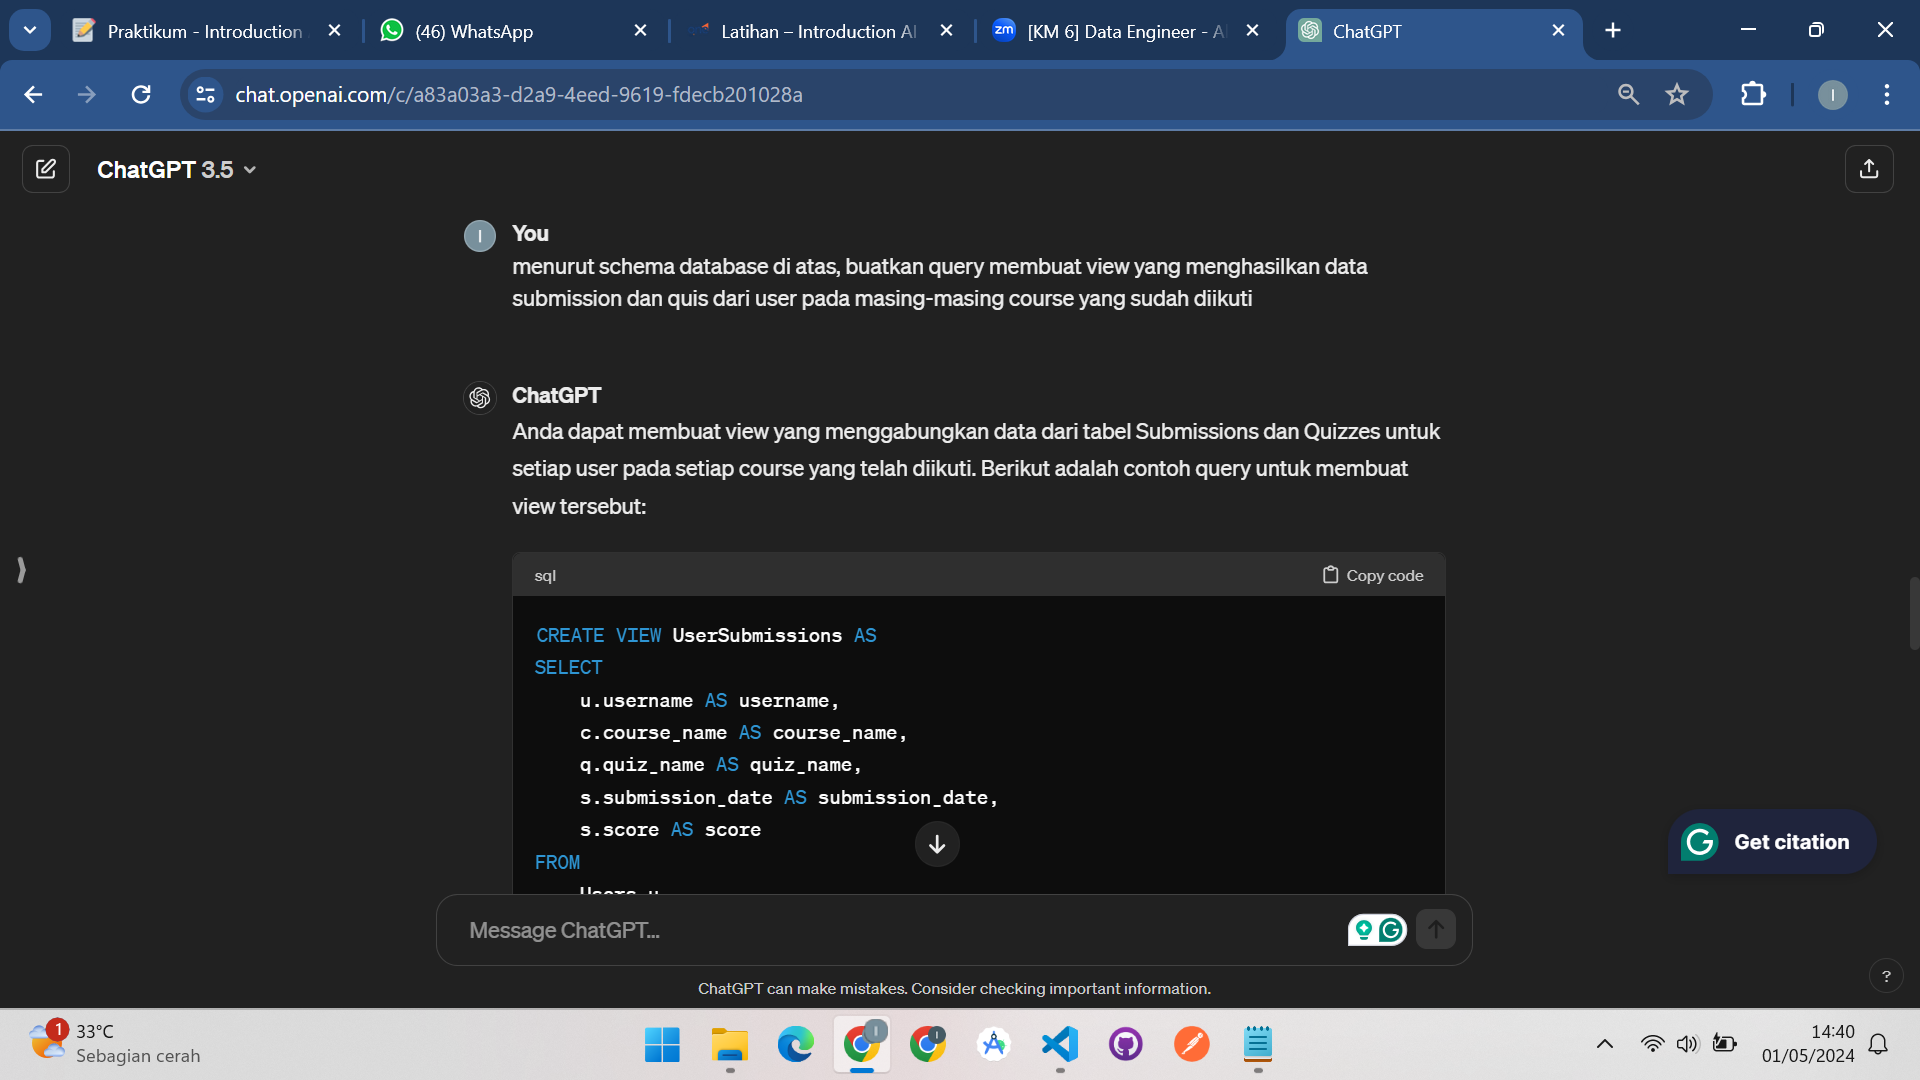 Praktikum - Introduction
(46) WhatsApp
Latihan – Introduction AI
zm
[KM 6] Data Engineer - A
ChatGPT
chat.openai.com/c/a83a03a3-d2a9-4eed-9619-fdecb201028a
I
ChatGPT 3.5
I
You
menurut schema database di atas, buatkan query membuat view yang menghasilkan data
submission dan quis dari user pada masing-masing course yang sudah diikuti
ChatGPT
Anda dapat membuat view yang menggabungkan data dari tabel Submissions dan Quizzes untuk
setiap user pada setiap course yang telah diikuti. Berikut adalah contoh query untuk membuat
view tersebut:
sql
Copy code
CREATE VIEW UserSubmissions AS
SELECT
u.username AS username,
c.course_name AS course_name,
q.quiz_name AS quiz_name,
s.submission_date AS submission_date,
s.score AS score
FROM
Users u
Get citation
Message ChatGPT...
ChatGPT can make mistakes. Consider checking important information.
?
1
33°C
Sebagian cerah
I
I
14:40
01/05/2024